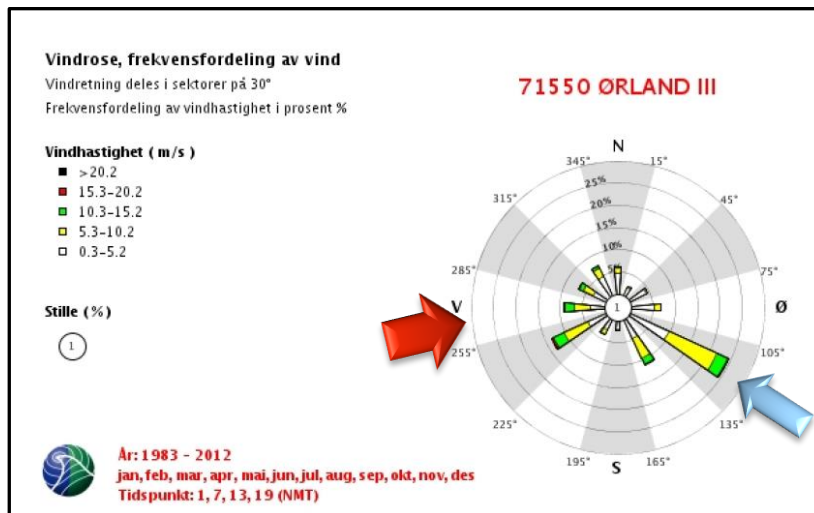 Vindrose, frekvensfordeling av vind
Vindretning deles i sektorer på 30°
Frekvensfordeling av vindhastighet i prosent %
71550 ØRLAND III
Vindhastighet ( m/s )
>20.2
15.3-20.2
10.3-15.2
5.3-10.2
0.3-5.2
Stille (%)
1
N
345°
15°
315°
45°
285°
75°
V
Ø
255°
105°
225°
135°
195°
165°
S
25%
20%
15%
10%
5%
1
År: 1983 - 2012
jan, feb, mar, apr, mai, jun, jul, aug, sep, okt, nov, des
Tidspunkt: 1, 7, 13, 19 (NMT)